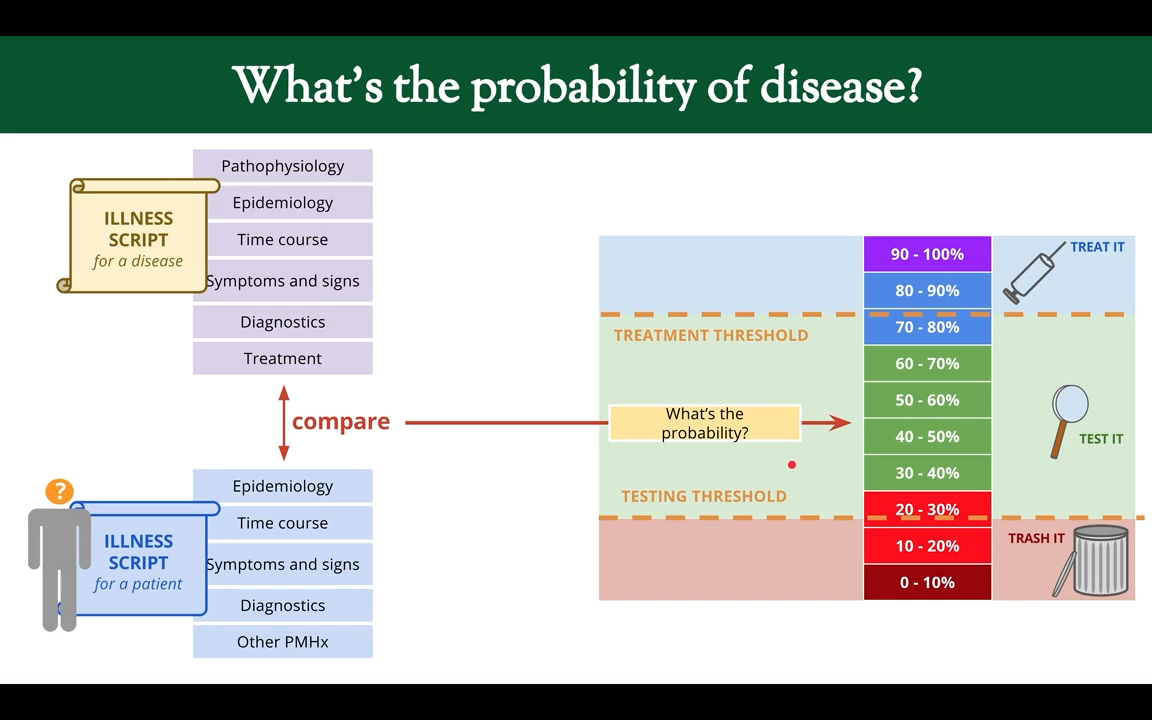 What's the probability of disease?
ILLNESS
SCRIPT
for a disease
Pathophysiology
Epidemiology
Time course
Symptoms and signs
Diagnostics
Treatment
compare
?
ILLNESS
SCRIPT
for a patient
Epidemiology
Time course
Symptoms and signs
Diagnostics
Other PMHx
TREATMENT THRESHOLD
What's the
probability?
TESTING THRESHOLD
90 - 100%
80 - 90%
70 - 80%
60 - 70%
50 - 60%
40 - 50%
30 - 40%
20 - 30%
10 - 20%
0 - 10%
TREAT IT
TEST IT
TRASH IT